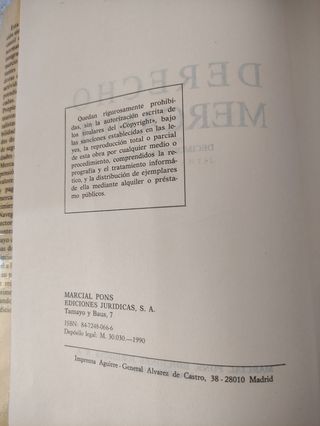 Quedan rigurosamente prohibi-
das, sin la autorización escrita de
los titulares del «Copyright», bajo
las sanciones establecidas en las le-
yes, la reproducción total o parcial
de esta obra por cualquier medio o
procedimiento, comprendidos la re-
prografía y el tratamiento informá-
tico, y la distribución de ejemplares
de ella mediante alquiler o présta-
mo públicos.
DERECHO
MARCIAL PONS
EDICIONES JURIDICAS, S. A.
Tamayo y Baus, 7
ISBN: 84-7248-066-6
Depósito legal: M. 30.030.—1990
MARCIAL PONS
Imprenta Aguirre-General Alvarez de Castro, 38 - 28010 Madrid